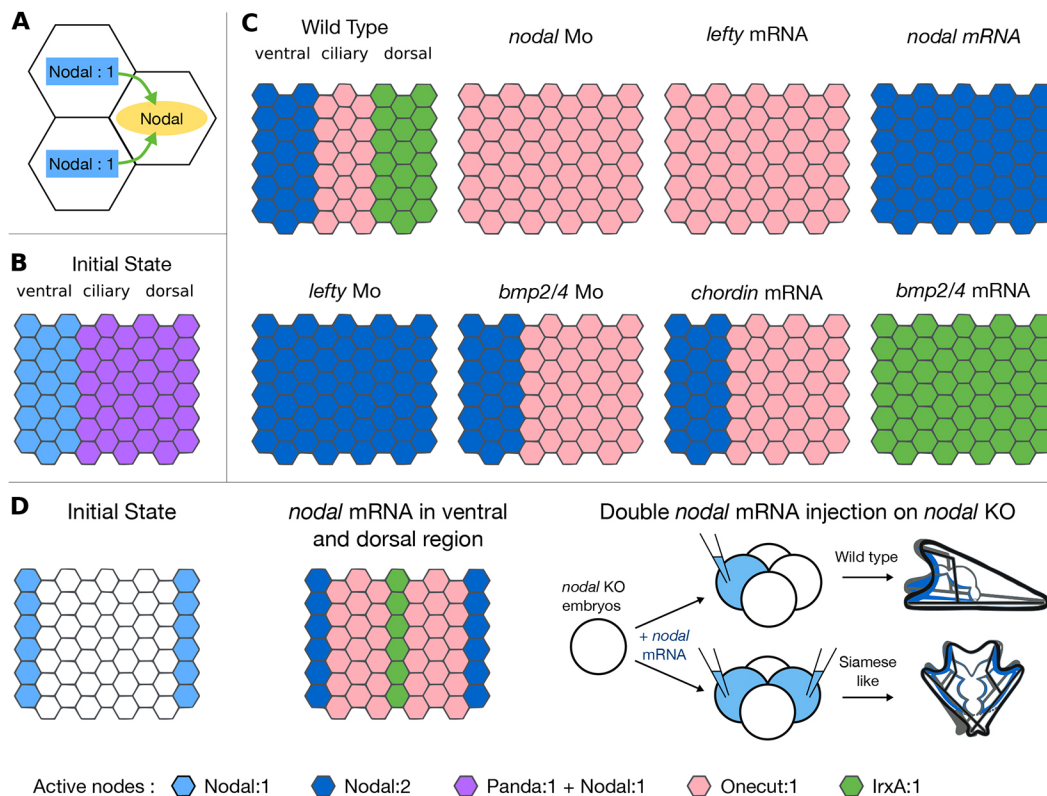 A
Nodal : 1
Nodal
Nodal : 1
B
Initial State
ventral ciliary dorsal
C
Wild Type
ventral ciliary dorsal
nodal Mo
lefty mRNA
nodal mRNA
lefty Mo
bmp2/4 Mo
chordin mRNA
bmp2/4 mRNA
D
Initial State
nodal mRNA in ventral
and dorsal region
Double nodal mRNA injection on nodal KO
nodal KO
embryos
+ nodal
mRNA
Wild type
Siamese
like
Active nodes : Nodal:1 Nodal:2 Panda:1 + Nodal:1 Onecut:1 IrxA:1